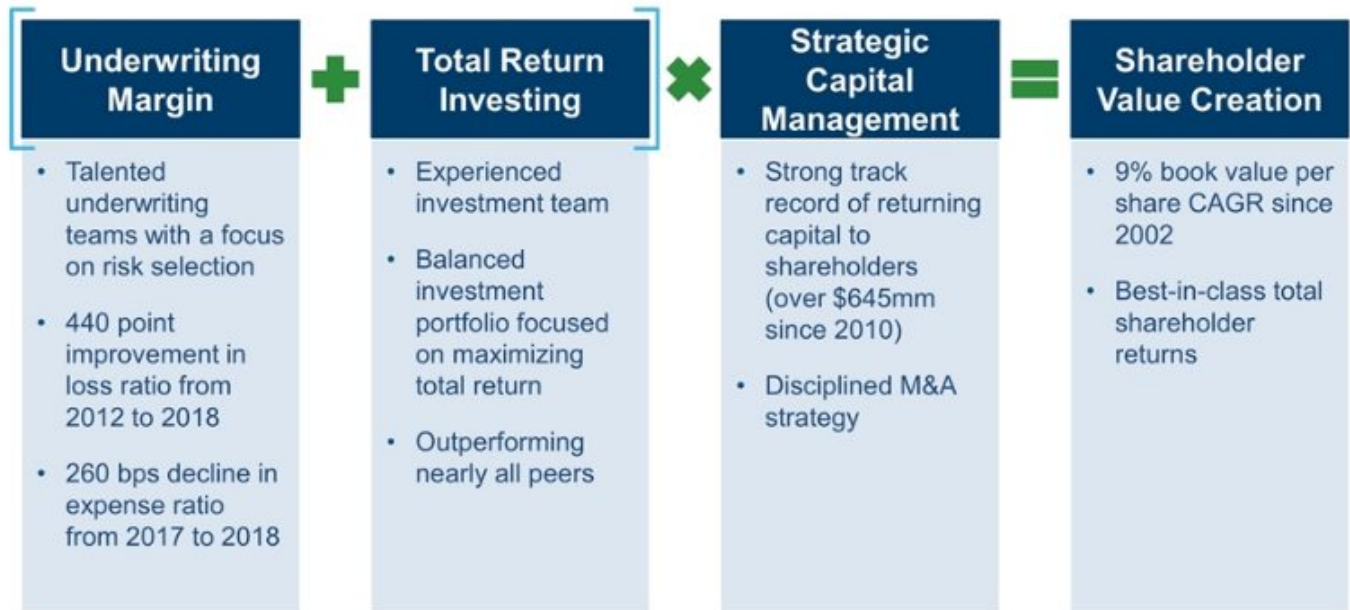 Underwriting
Margin
• Talented
underwriting
teams with a focus
on risk selection
• 440 point
improvement in
loss ratio from
2012 to 2018
• 260 bps decline in
expense ratio
from 2017 to 2018
Total Return
Investing
• Experienced
investment team
• Balanced
investment
portfolio focused
on maximizing
total return
• Outperforming
nearly all peers
Strategic
Capital
Management
• Strong track
record of returning
capital to
shareholders
(over $645mm
since 2010)
• Disciplined M&A
strategy
Shareholder
Value Creation
• 9% book value per
share CAGR since
2002
• Best-in-class total
shareholder
returns